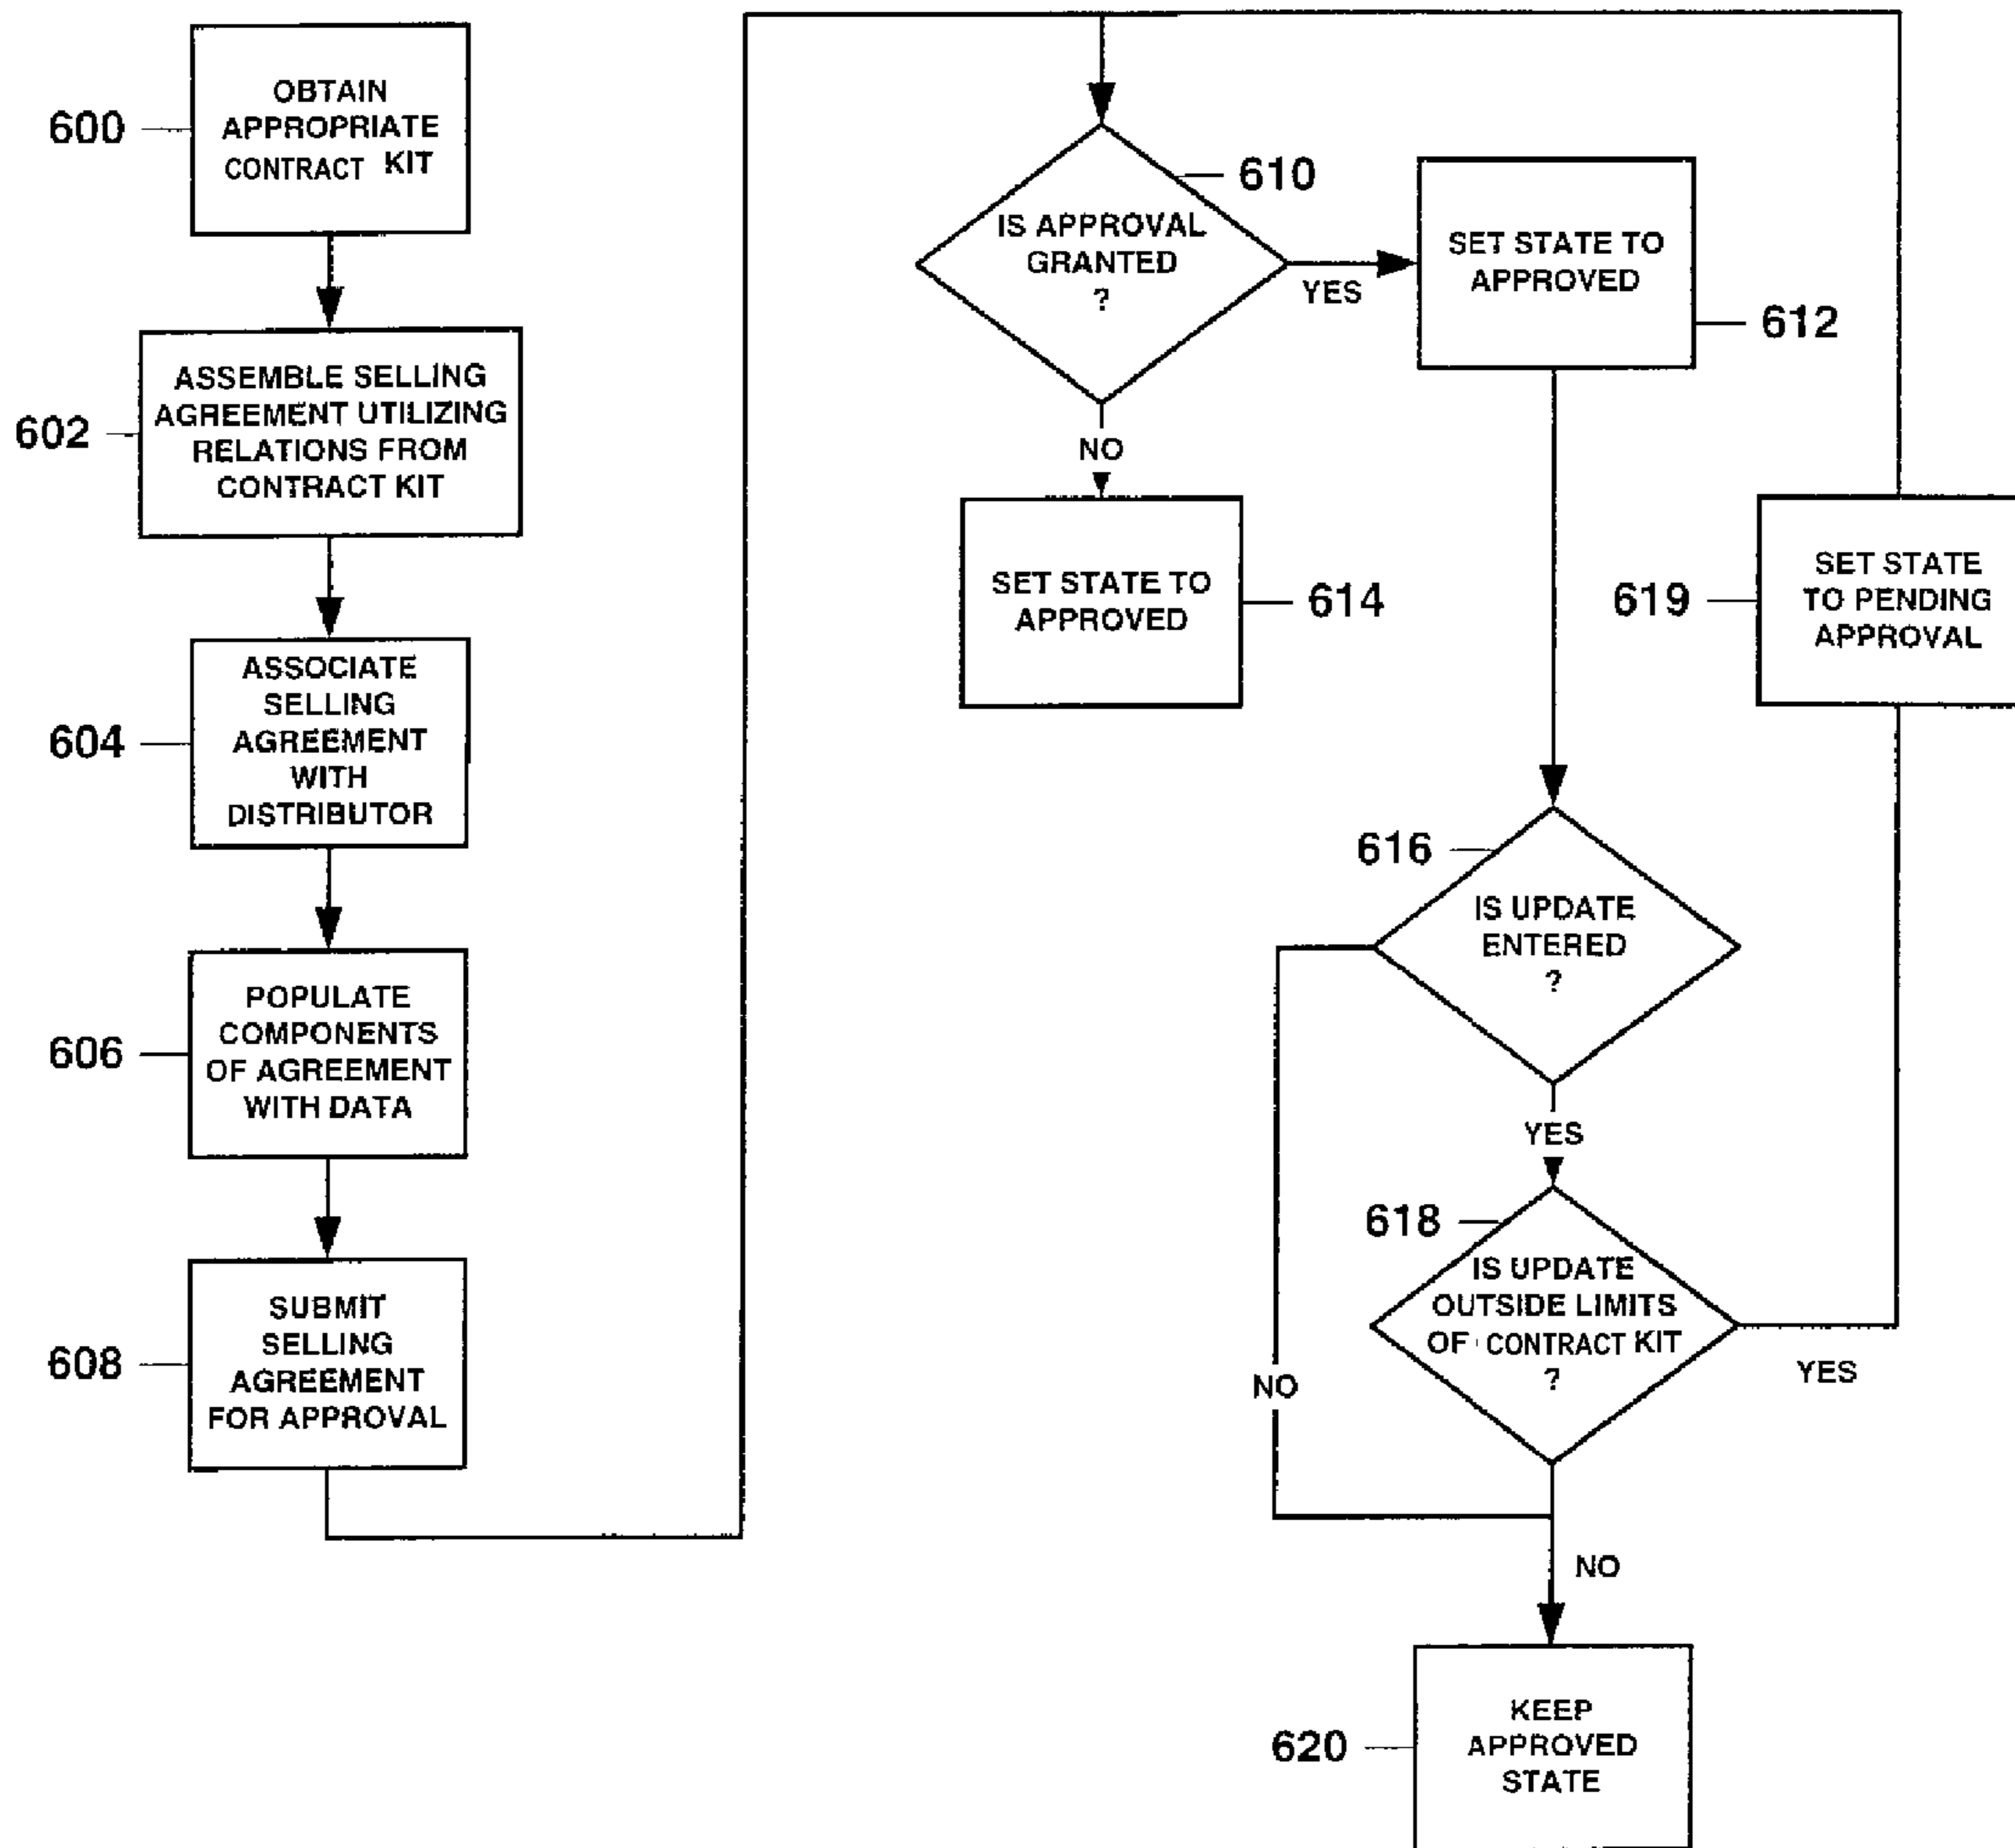 600
OBTAIN
APPROPRIATE
CONTRACT KIT
602
ASSEMBLE SELLING
AGREEMENT UTILIZING
RELATIONS FROM
CONTRACT KIT
604
ASSOCIATE
SELLING
AGREEMENT
WITH
DISTRIBUTOR
606
POPULATE
COMPONENTS
OF AGREEMENT
WITH DATA
608
SUBMIT
SELLING
AGREEMENT
FOR APPROVAL
610
IS APPROVAL
GRANTED
?
YES
NO
SET STATE TO
APPROVED
612
SET STATE TO
APPROVED
614
619
SET STATE
TO PENDING
APPROVAL
616
IS UPDATE
ENTERED
?
YES
NO
618
IS UPDATE
OUTSIDE LIMITS
OF CONTRACT KIT
?
YES
NO
620
KEEP
APPROVED
STATE